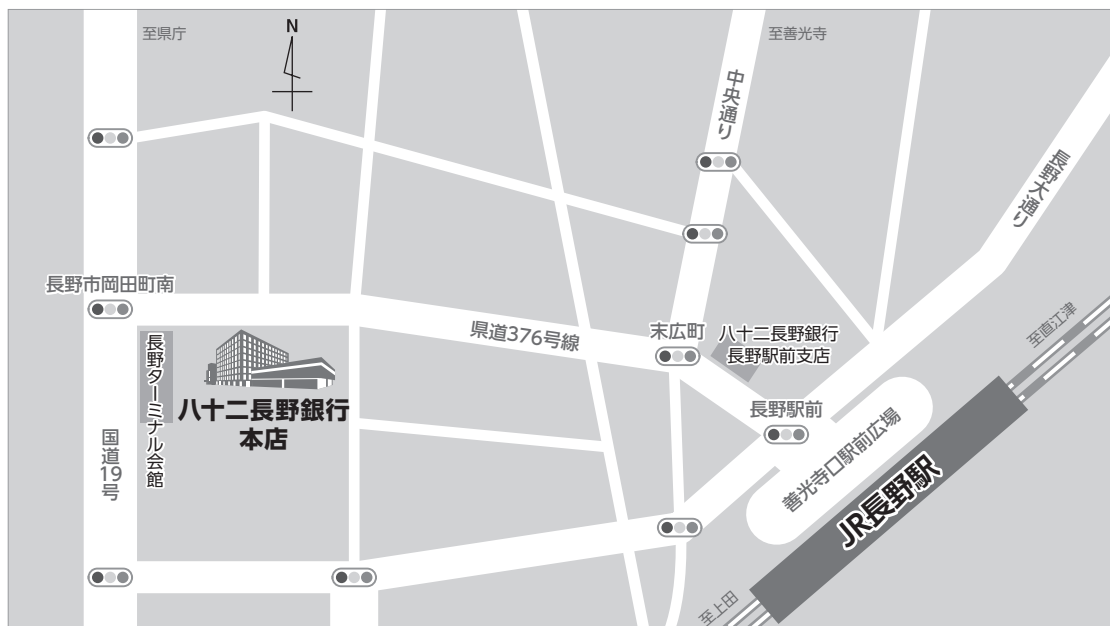 至県庁
N
至善光寺
中央通り
長野大通り
長野市岡田町南
県道376号線
末広町
八十二長野銀行
長野駅前支店
至直江津
長野ターミナル会館
八十二長野銀行
本店
長野駅前
国道19号
善光寺口駅前広場
JR長野駅
至上田